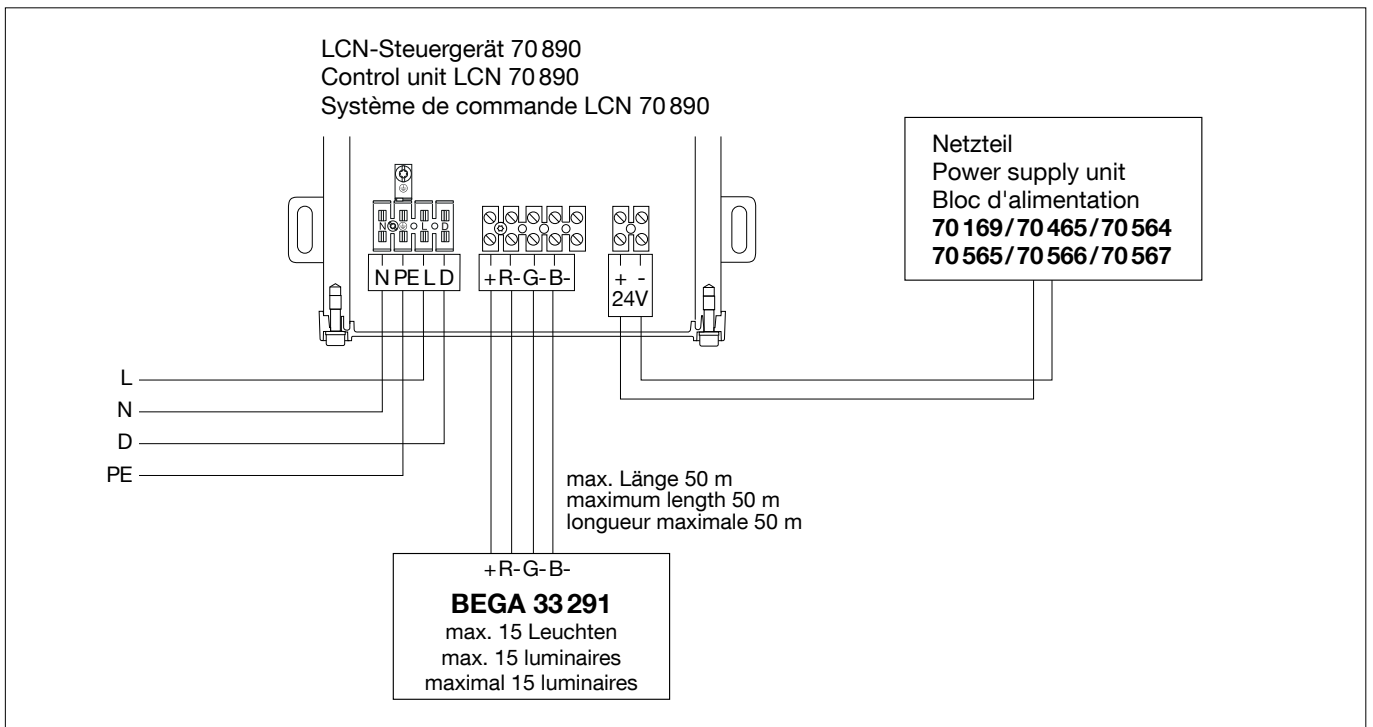 LCN-Steuergerät 70 890
Control unit LCN 70 890
Système de commande LCN 70 890
Netzteil
Power supply unit
Bloc d'alimentation
70 169 / 70 465 / 70 564
70 565 / 70 566 / 70 567
N L D
N PE L D
+ R- G- B-
+ -
24V
L
N
D
PE
max. Länge 50 m
maximum length 50 m
longueur maximale 50 m
+ R- G- B-
BEGA 33 291
max. 15 Leuchten
max. 15 luminaires
maximal 15 luminaires